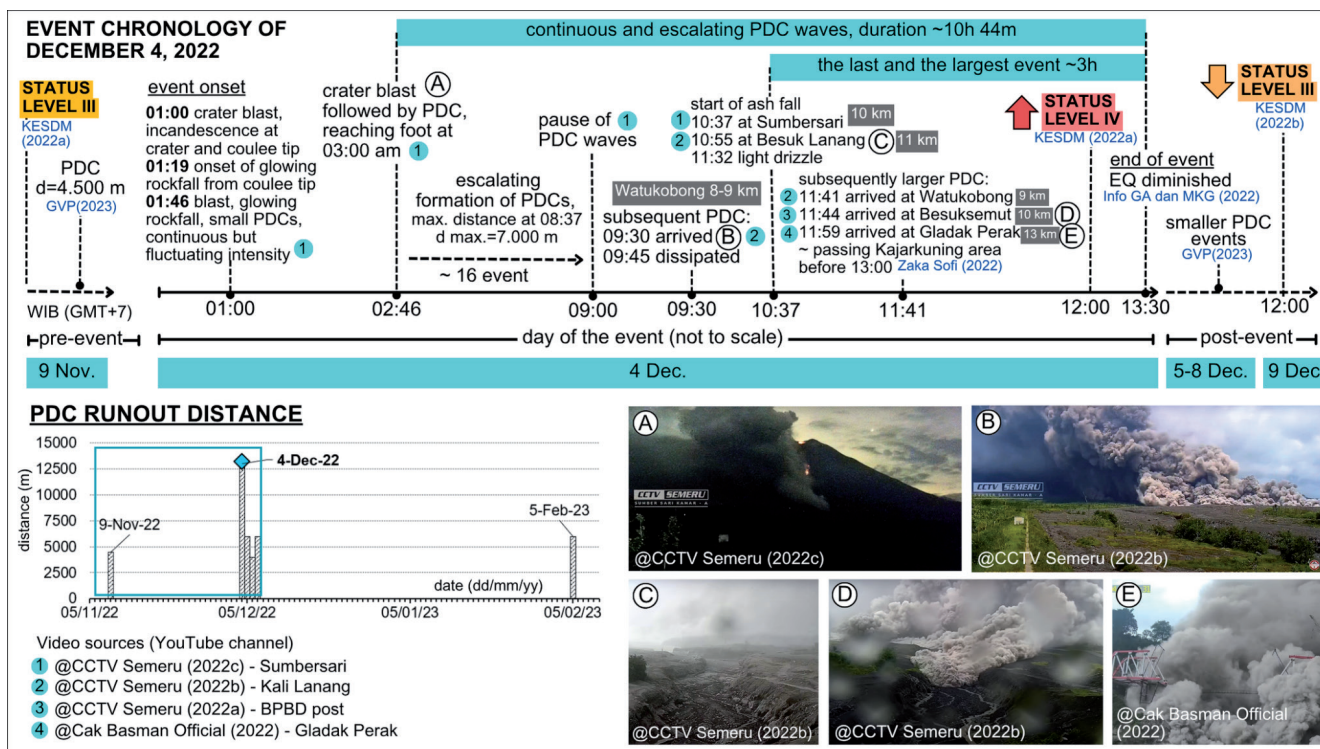 EVENT CHRONOLOGY OF
DECEMBER 4, 2022
continuous and escalating PDC waves, duration ~10h 44m
the last and the largest event ~3h
STATUS
LEVEL III
KESDM
(2022a)
PDC
d=4.500 m
GVP(2023)
event onset
01:00 crater blast,
incandescence at
crater and coulee tip
01:19 onset of glowing
rockfall from coulee tip
01:46 blast, glowing
rockfall, small PDCs,
continuous but
fluctuating intensity 1
crater blast A
followed by PDC,
reaching foot at
03:00 am 1
escalating
formation of PDCs,
max. distance at 08:37
d max.=7.000 m
~ 16 event
pause of 1
PDC waves
Watukobong 8-9 km
subsequent PDC:
09:30 arrived B 2
09:45 dissipated
start of ash fall
1 10:37 at Sumbersari 10 km
2 10:55 at Besuk Lanang C 11 km
11:32 light drizzle
subsequently larger PDC:
2 11:41 arrived at Watukobong 9 km
3 11:44 arrived at Besuksemut 10 km D
4 11:59 arrived at Gladak Perak 13 km E
~ passing Kajarkuning area
before 13:00 Zaka Sofi (2022)
STATUS
LEVEL IV
KESDM (2022a)
end of event
EQ diminished
Info GA dan MKG (2022)
smaller PDC
events
GVP(2023)
STATUS
LEVEL III
KESDM
(2022b)
WIB (GMT+7)
01:00 02:46 09:00 09:30 10:37 11:41 12:00 13:30 12:00
pre-event day of the event (not to scale) post-event
9 Nov. 4 Dec. 5-8 Dec. 9 Dec
PDC RUNOUT DISTANCE
distance (m)
15000
12500
10000
7500
5000
2500
0
4-Dec-22
9-Nov-22
5-Feb-23
date (dd/mm/yy)
05/11/22 05/12/22 05/01/23 05/02/23
Video sources (YouTube channel)
1 @CCTV Semeru (2022c) - Sumbersari
2 @CCTV Semeru (2022b) - Kali Lanang
3 @CCTV Semeru (2022a) - BPBD post
4 @Cak Basman Official (2022) - Gladak Perak
A
CCTV SEMERU
SUMBER SARI KANAR - A
@CCTV Semeru (2022c)
B
@CCTV Semeru (2022b)
C
@CCTV Semeru (2022b)
D
@CCTV Semeru (2022b)
E
@Cak Basman Official
(2022)